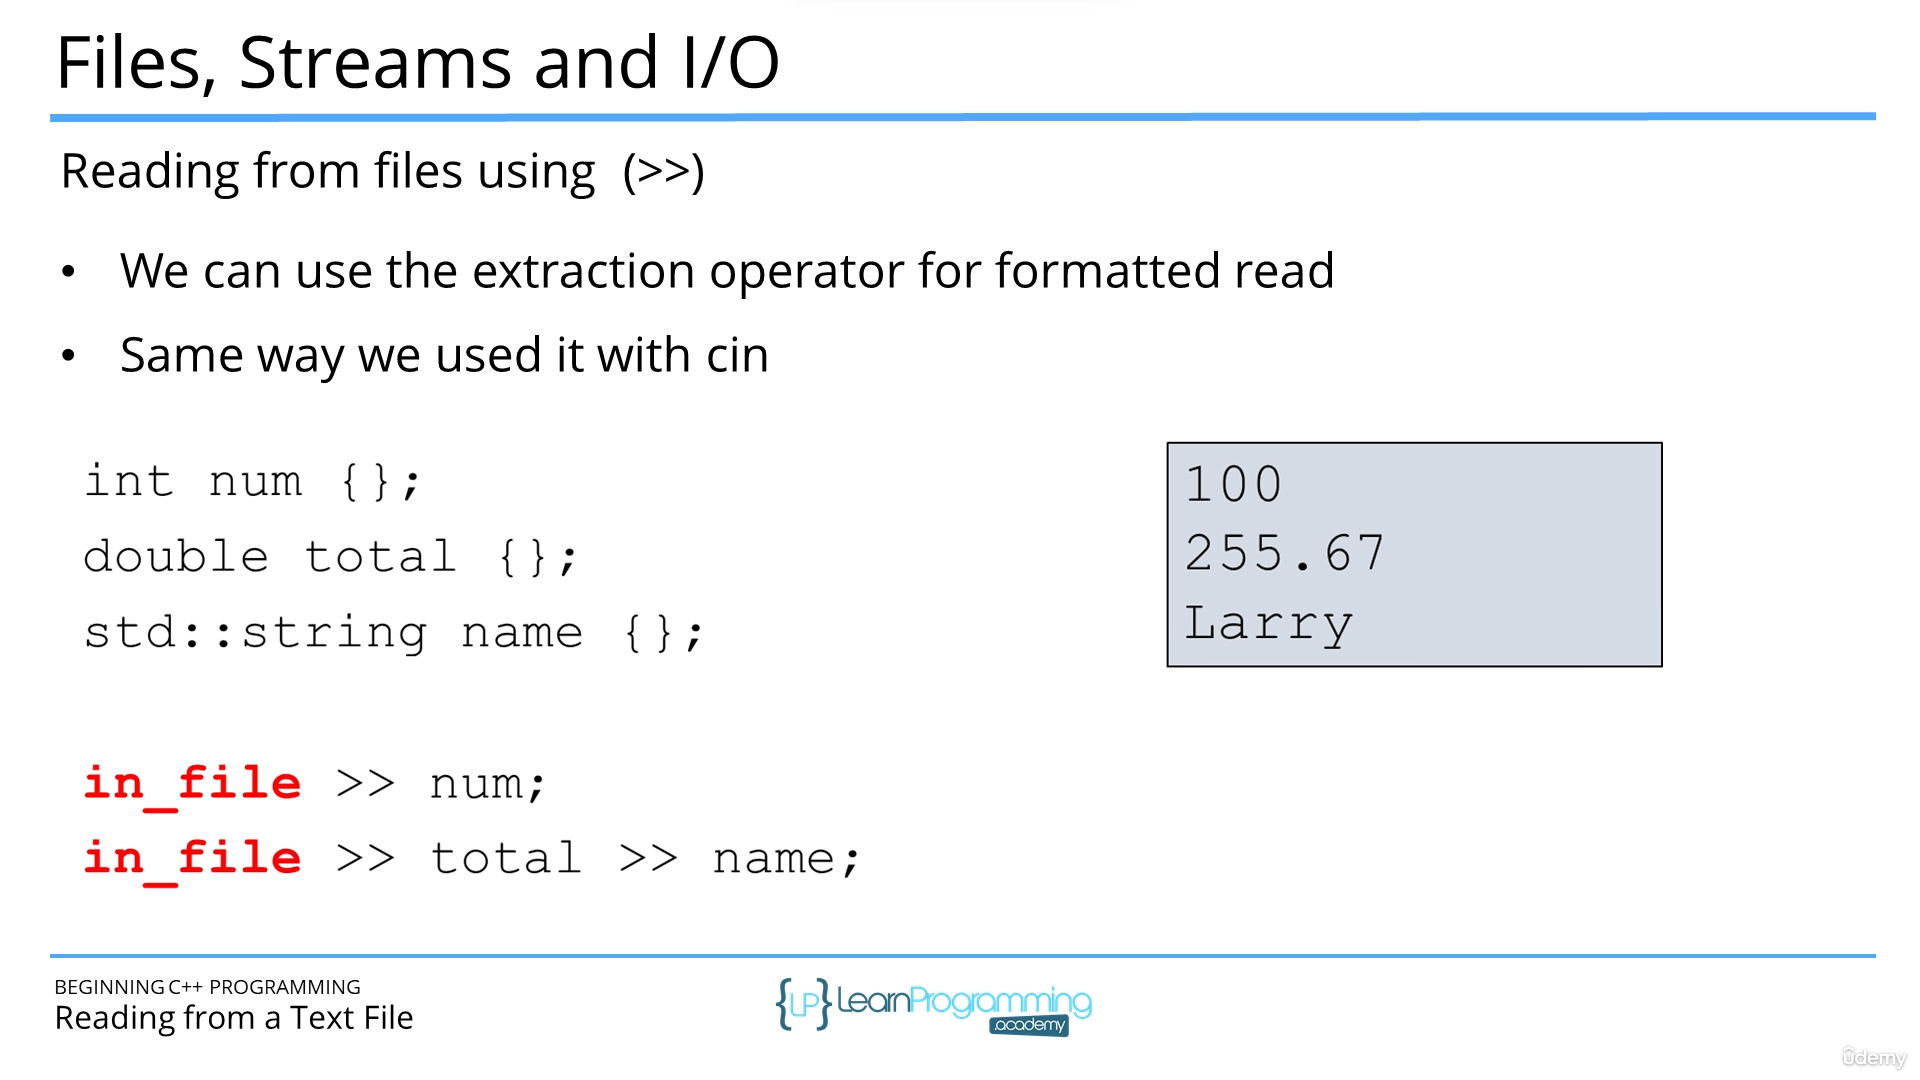 Files, Streams and I/O
Reading from files using (>>)
• We can use the extraction operator for formatted read
• Same way we used it with cin
int num {};
double total {};
std::string name {};
in_file >> num;
in_file >> total >> name;
100
255.67
Larry
BEGINNING C++ PROGRAMMING
Reading from a Text File
{LP} LearnProgramming
.academy
ûdemy